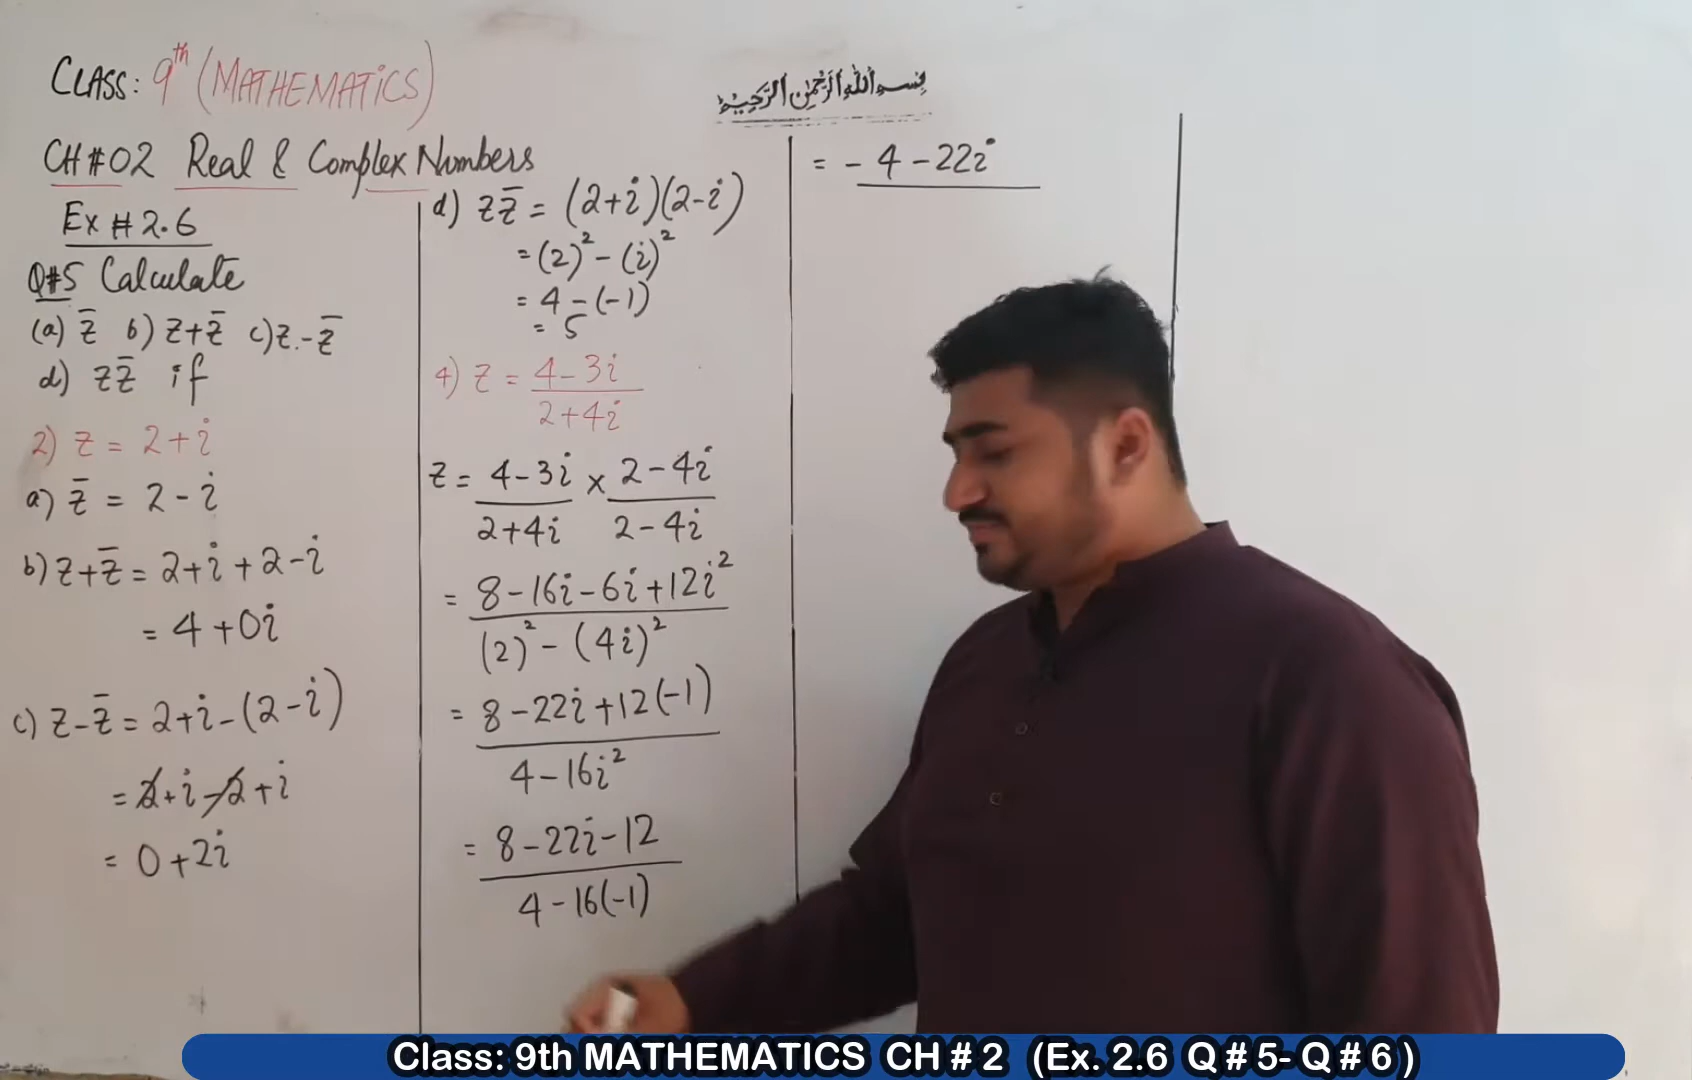 CLASS: 9th (MATHEMATICS)
CH # 02 Real & Complex Numbers
Ex # 2.6
Q#5 Calculate
(a) z̄ b) z+z̄ c) z-z̄
d) zz̄ if
2) z = 2+i
a) z̄ = 2-i
b) z+z̄ = 2+i+2-i
= 4+0i
c) z-z̄ = 2+i-(2-i)
= 2+i-2+i
= 0+2i
d) zz̄ = (2+i)(2-i)
= (2)²-(i)²
= 4-(-1)
= 5
4) z = 4-3i
2+4i
z = 4-3i × 2-4i
2+4i 2-4i
= 8-16i-6i+12i²
(2)²-(4i)²
= 8-22i+12(-1)
4-16i²
= 8-22i-12
4-16(-1)
بسم الله الرحمن الرحيم
= -4-22i
Class: 9th MATHEMATICS CH # 2 (Ex. 2.6 Q # 5- Q # 6 )